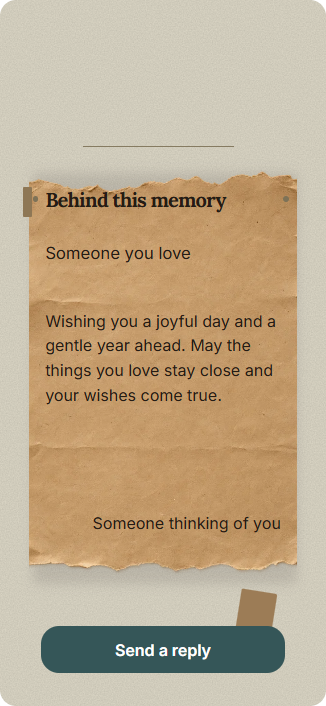 Behind this memory
Someone you love
Wishing you a joyful day and a
gentle year ahead. May the
things you love stay close and
your wishes come true.
Someone thinking of you
Send a reply